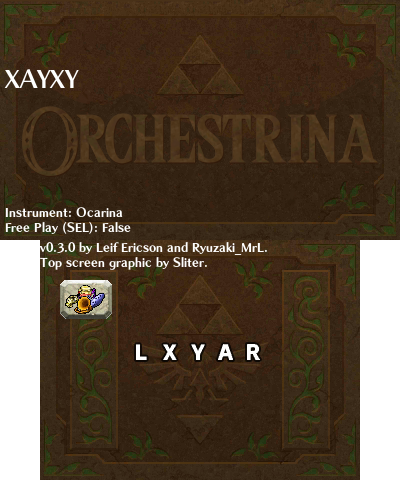 XAYXY
ORCHESTRINA
Instrument: Ocarina
Free Play (SEL): False
v0.3.0 by Leif Ericson and Ryuzaki_MrL.
Top screen graphic by Sliter.
L X Y A R